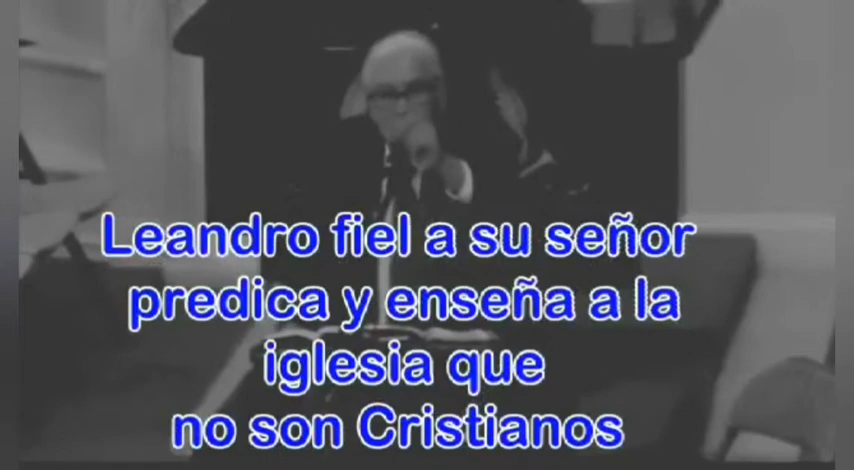 Leandro fiel a su señor
predica y enseña a la
iglesia que
no son Cristianos